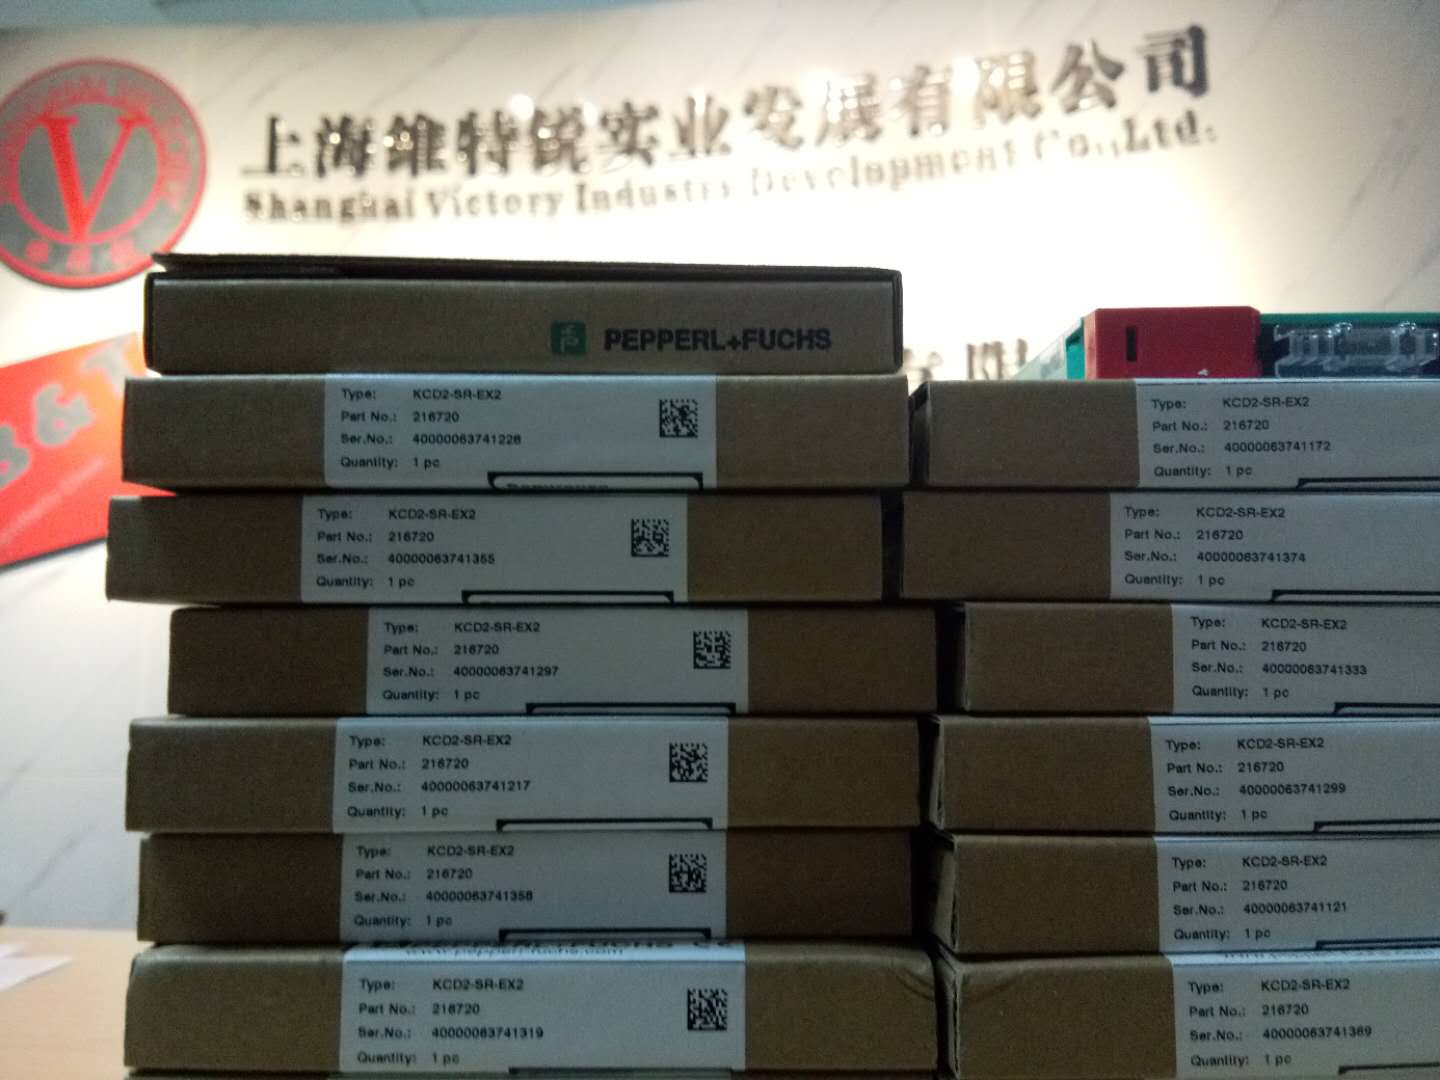 上海维特锐实业发展有限公司
Shanghai Victory Industry Development Co.,Ltd.
V
B&
PEPPERL+FUCHS
Type: KCD2-SR-EX2
Part No.: 216720
Ser.No.: 40000063741228
Quantity: 1 pc
Type: KCD2-SR-EX2
Part No.: 216720
Ser.No.: 40000063741355
Quantity: 1 pc
Type: KCD2-SR-EX2
Part No.: 216720
Ser.No.: 40000063741297
Quantity: 1 pc
Type: KCD2-SR-EX2
Part No.: 216720
Ser.No.: 40000063741217
Quantity: 1 pc
Type: KCD2-SR-EX2
Part No.: 216720
Ser.No.: 40000063741358
Quantity: 1 pc
www.pepperl-fuchs.com
Type: KCD2-SR-EX2
Part No.: 216720
Ser.No.: 40000063741319
Quantity: 1 pc
Type: KCD2-SR-EX2
Part No.: 216720
Ser.No.: 40000063741172
Quantity: 1 pc
Type: KCD2-SR-EX2
Part No.: 216720
Ser.No.: 40000063741374
Quantity: 1 pc
Type: KCD2-SR-EX2
Part No.: 216720
Ser.No.: 40000063741333
Quantity: 1 pc
Type: KCD2-SR-EX2
Part No.: 216720
Ser.No.: 40000063741299
Quantity: 1 pc
Type: KCD2-SR-EX2
Part No.: 216720
Ser.No.: 40000063741121
Quantity: 1 pc
Type: KCD2-SR-EX2
Part No.: 216720
Ser.No.: 40000063741369
Quantity: 1 pc